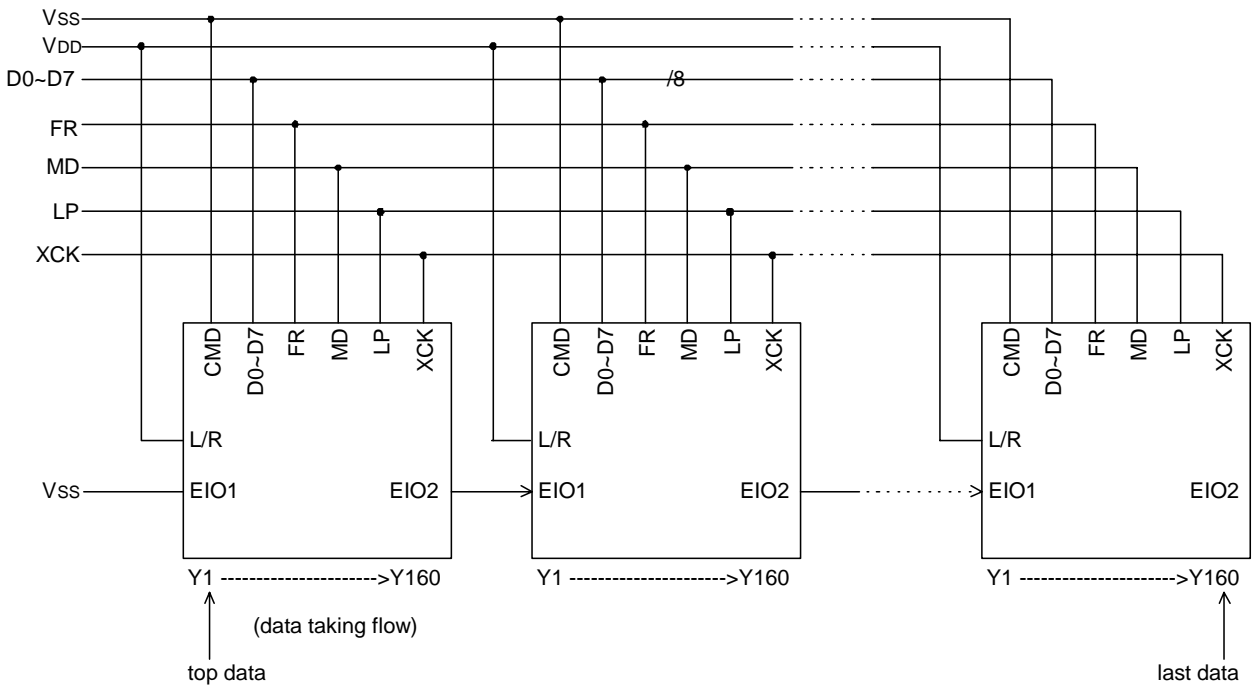 VSS
VDD
D0~D7
/8
FR
MD
LP
XCK
CMD
D0~D7
FR
MD
LP
XCK
CMD
D0~D7
FR
MD
LP
XCK
CMD
D0~D7
FR
MD
LP
XCK
L/R
L/R
L/R
VSS
EIO1
EIO2
EIO1
EIO2
EIO1
EIO2
Y1 ---------------------->Y160
Y1 ---------------------->Y160
Y1 ---------------------->Y160
(data taking flow)
top data
last data